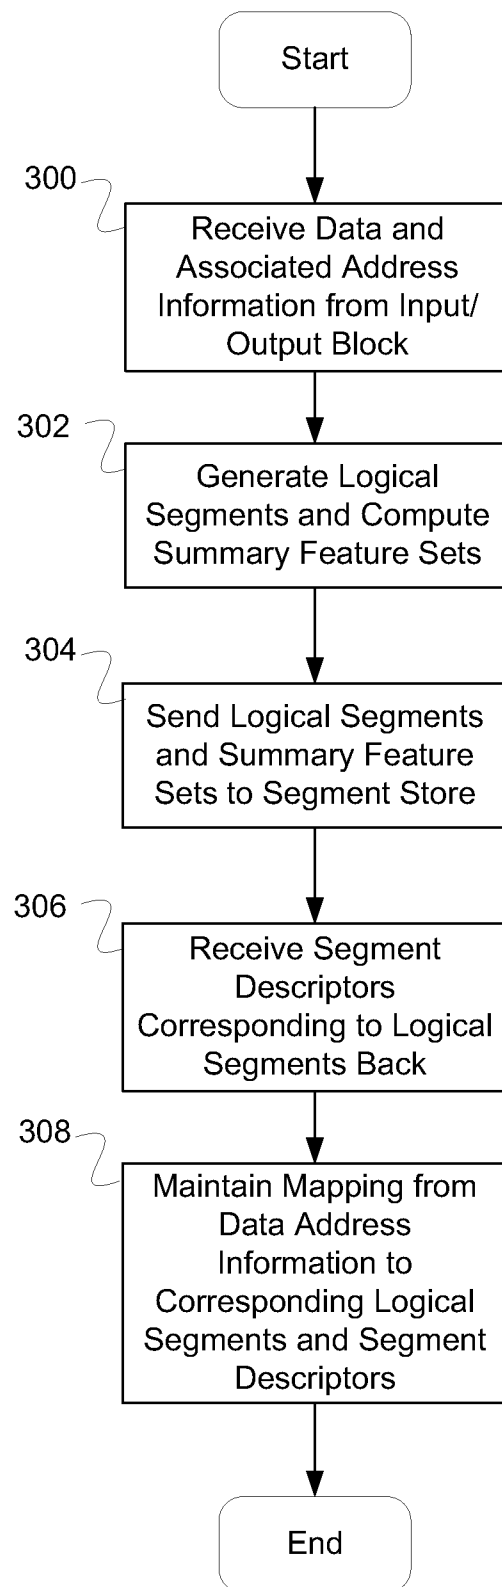 Start
300
Receive Data and
Associated Address
Information from Input/
Output Block
302
Generate Logical
Segments and Compute
Summary Feature Sets
304
Send Logical Segments
and Summary Feature
Sets to Segment Store
306
Receive Segment
Descriptors
Corresponding to Logical
Segments Back
308
Maintain Mapping from
Data Address
Information to
Corresponding Logical
Segments and Segment
Descriptors
End